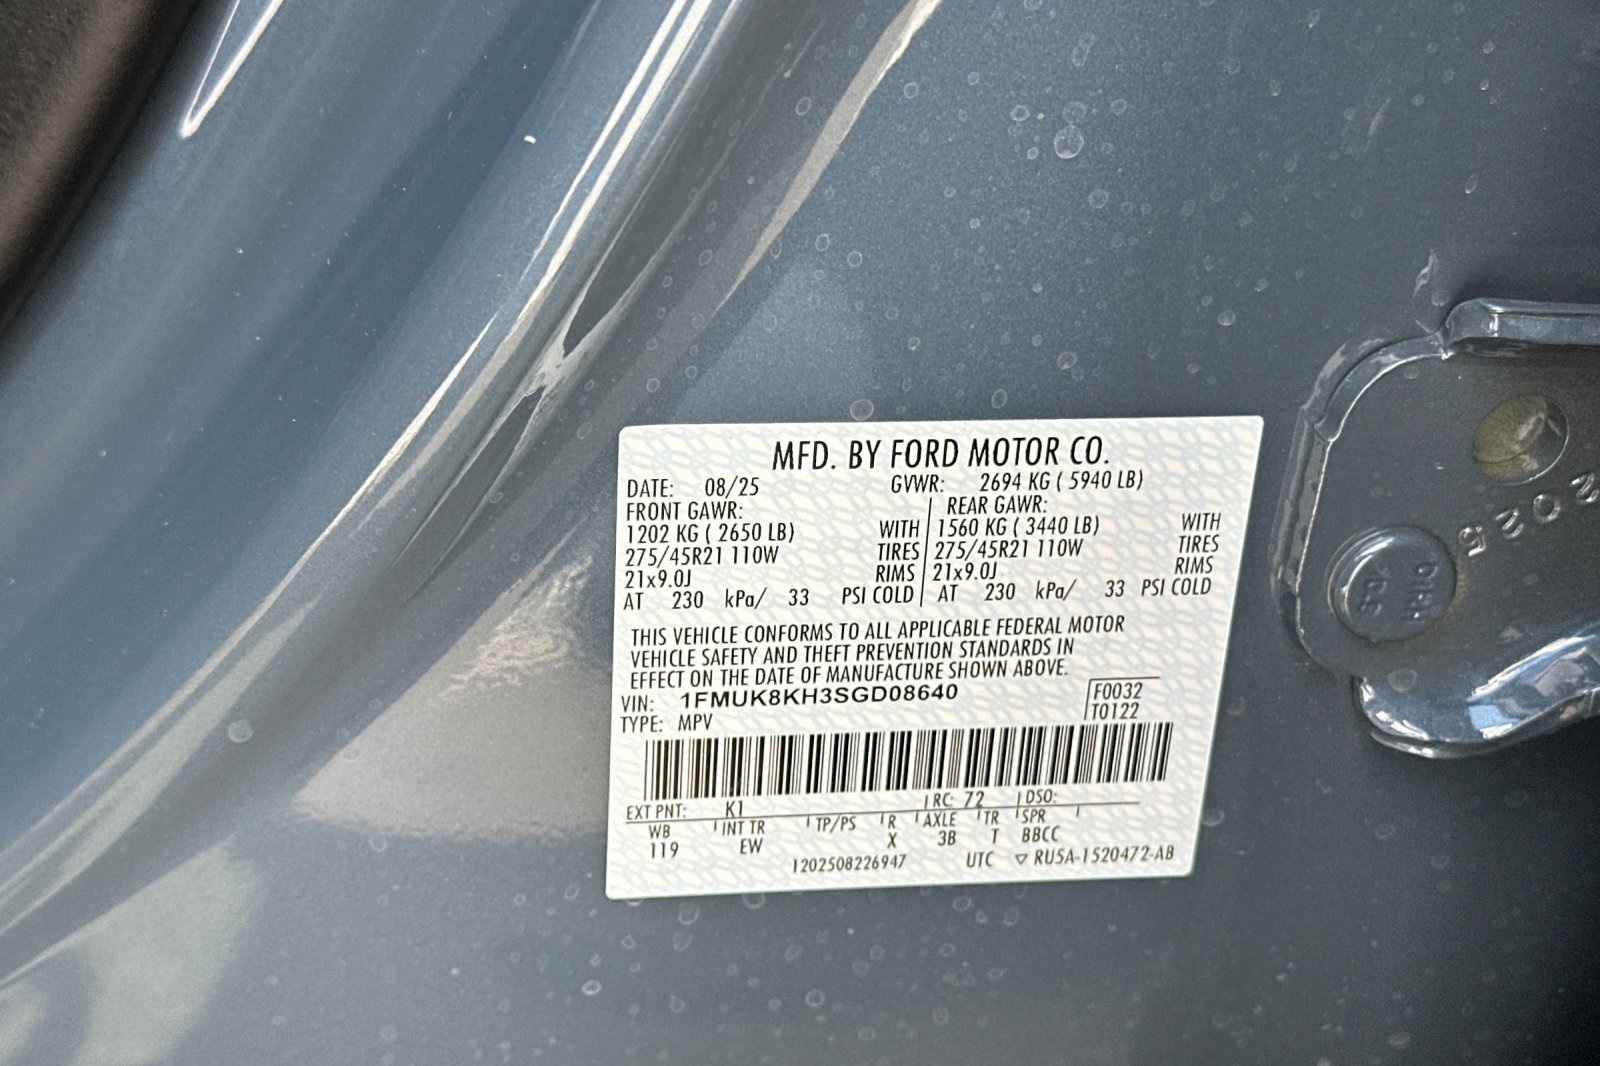 MFD. BY FORD MOTOR CO.
DATE: 08/25 GVWR: 2694 KG ( 5940 LB)
FRONT GAWR: REAR GAWR:
1202 KG ( 2650 LB) WITH 1560 KG ( 3440 LB) WITH
275/45R21 110W TIRES 275/45R21 110W TIRES
21x9.0J RIMS 21x9.0J RIMS
AT 230 kPa/ 33 PSI COLD AT 230 kPa/ 33 PSI COLD
THIS VEHICLE CONFORMS TO ALL APPLICABLE FEDERAL MOTOR
VEHICLE SAFETY AND THEFT PREVENTION STANDARDS IN
EFFECT ON THE DATE OF MANUFACTURE SHOWN ABOVE.
VIN: 1FMUK8KH3SGD08640 F0032
TYPE: MPV T0122
EXT PNT: K1 RC: 72 DSO:
WB INT TR TP/PS R AXLE TR SPR
119 EW X 3B T BBCC
1202508226947 UTC ▽ RU5A-1520472-AB
2025